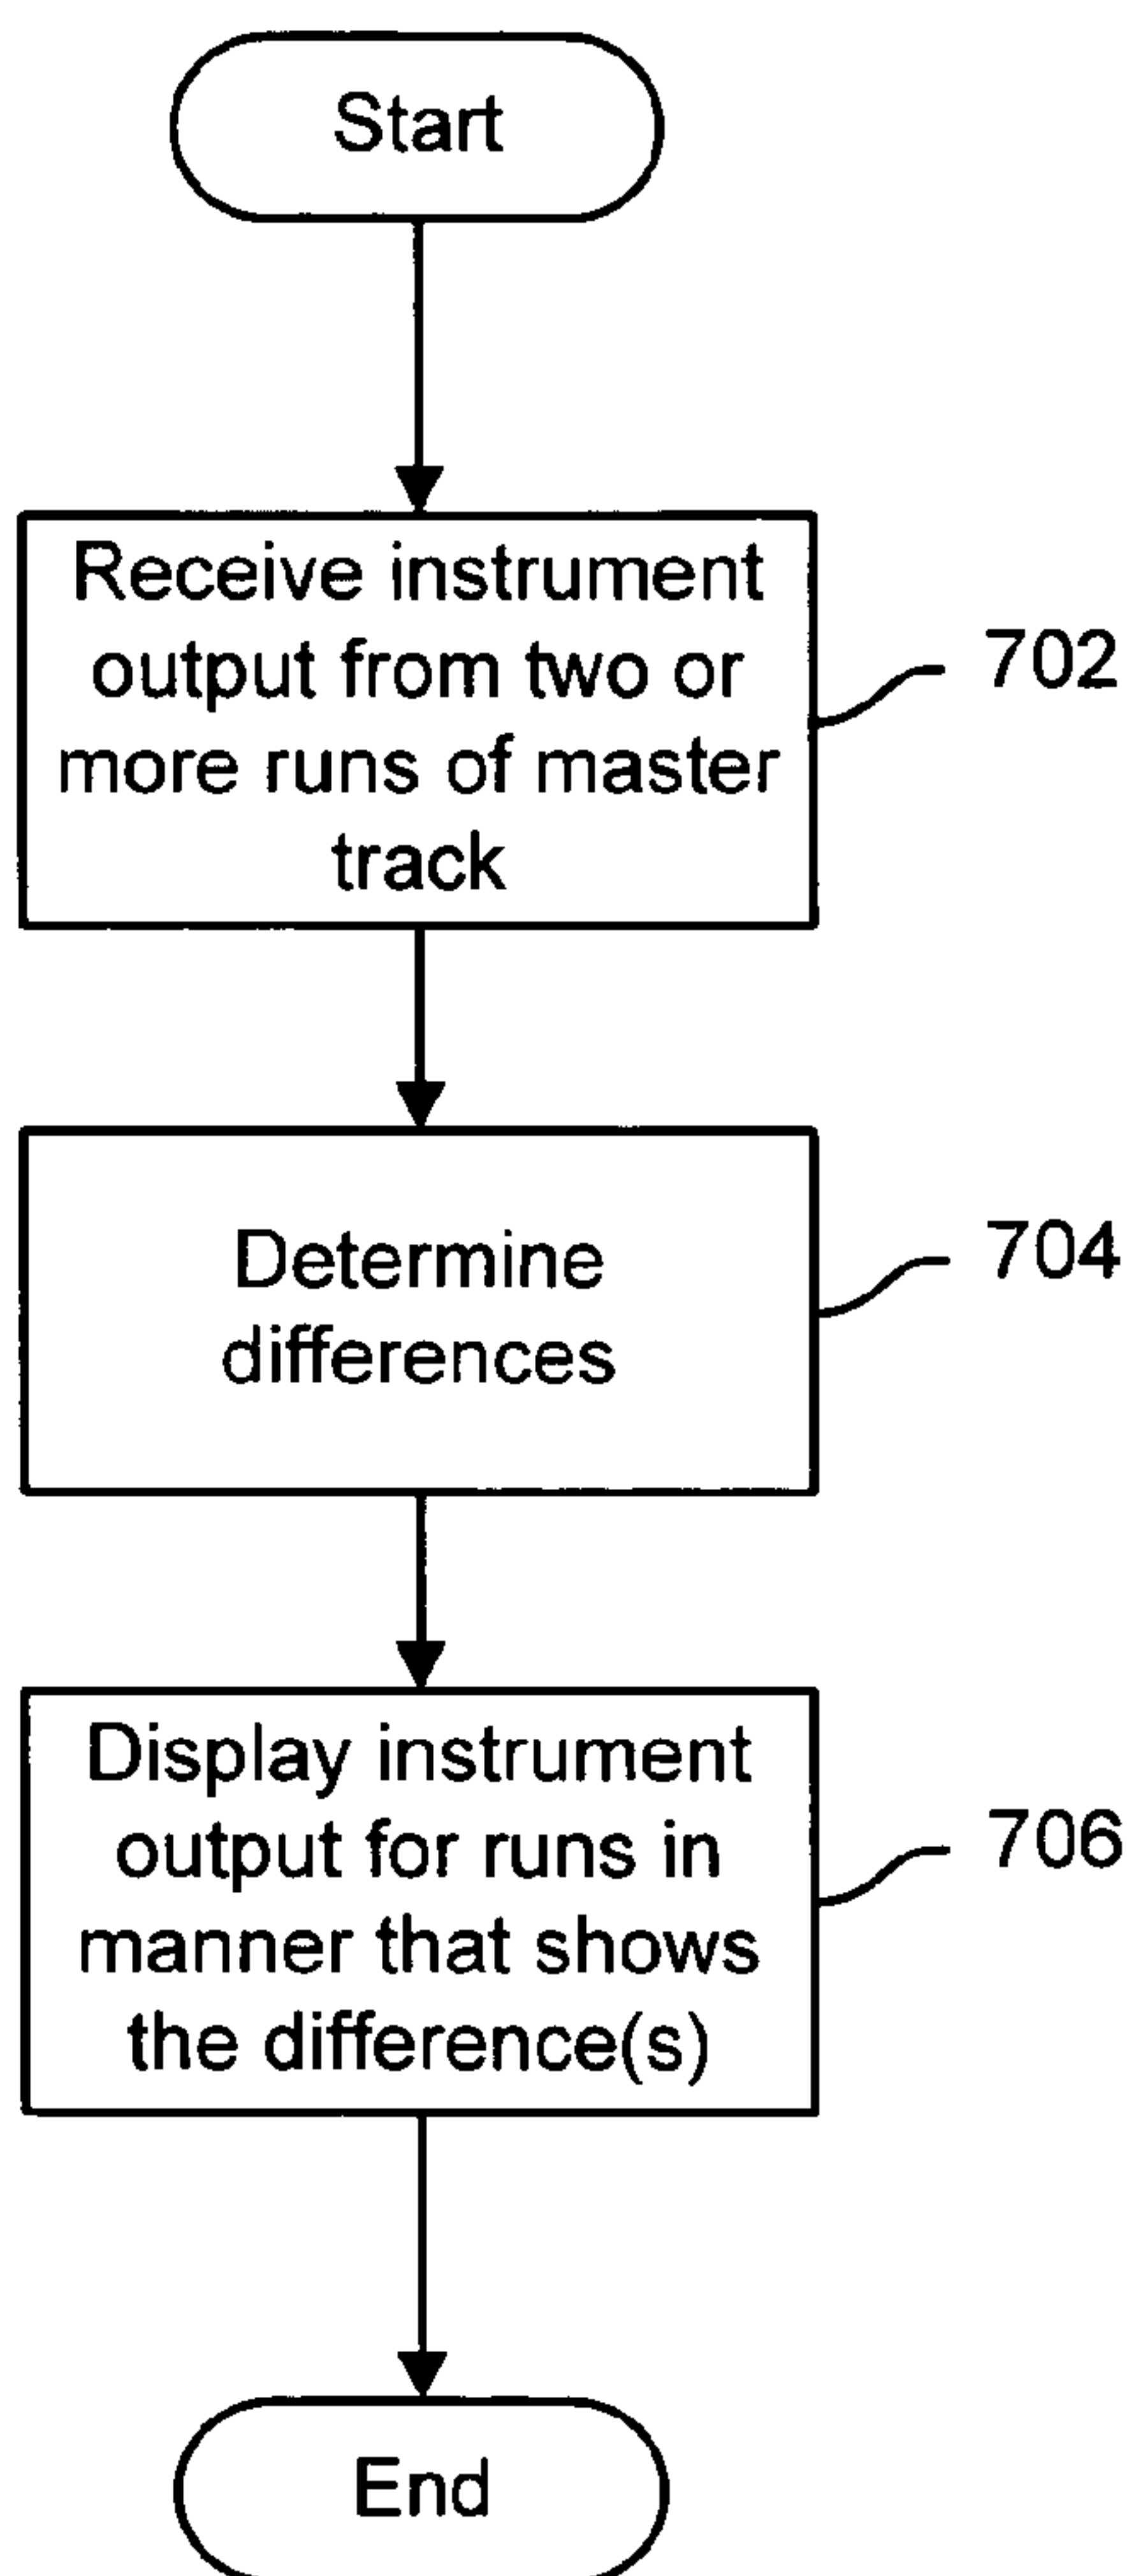 Start
Receive instrument
output from two or
more runs of master
track
702
Determine
differences
704
Display instrument
output for runs in
manner that shows
the difference(s)
706
End